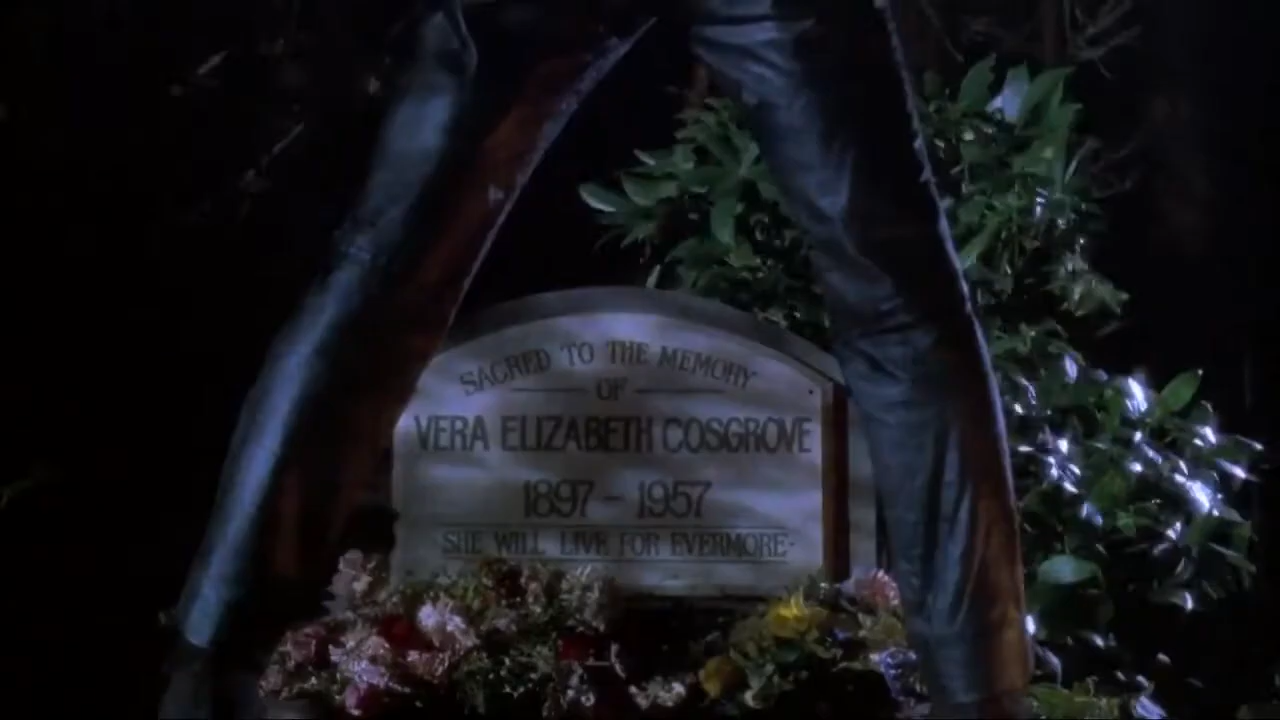 SACRED TO THE MEMORY
OF
VERA ELIZABETH COSGROVE
1897 - 1957
SHE WILL LIVE FOR EVERMORE